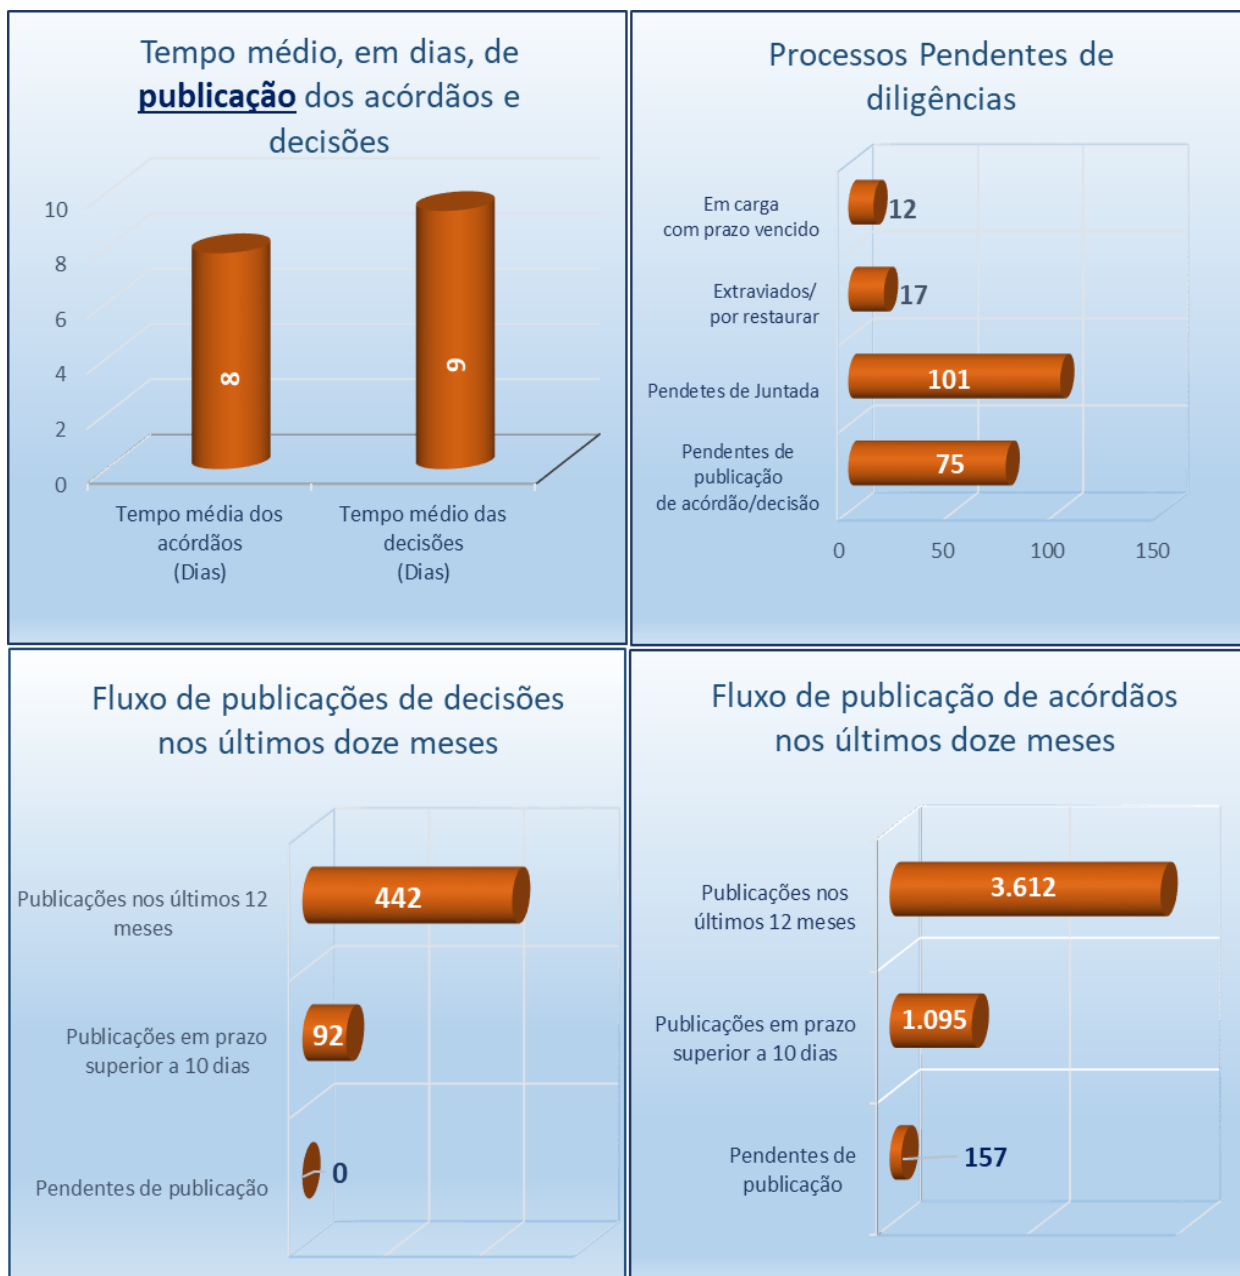 Tempo médio, em dias, de
publicação dos acórdãos e
decisões
10
8
6
4
2
0
8
9
Tempo média dos
acórdãos
(Dias)
Tempo médio das
decisões
(Dias)
Processos Pendentes de
diligências
Em carga
com prazo vencido
12
Extraviados/
por restaurar
17
Pendetes de Juntada
101
Pendentes de
publicação
de acórdão/decisão
75
0 50 100 150
Fluxo de publicações de decisões
nos últimos doze meses
Publicações nos últimos 12
meses
442
Publicações em prazo
superior a 10 dias
92
Pendentes de publicação
0
Fluxo de publicação de acórdãos
nos últimos doze meses
Publicações nos
últimos 12 meses
3.612
Publicações em prazo
superior a 10 dias
1.095
Pendentes de
publicação
157